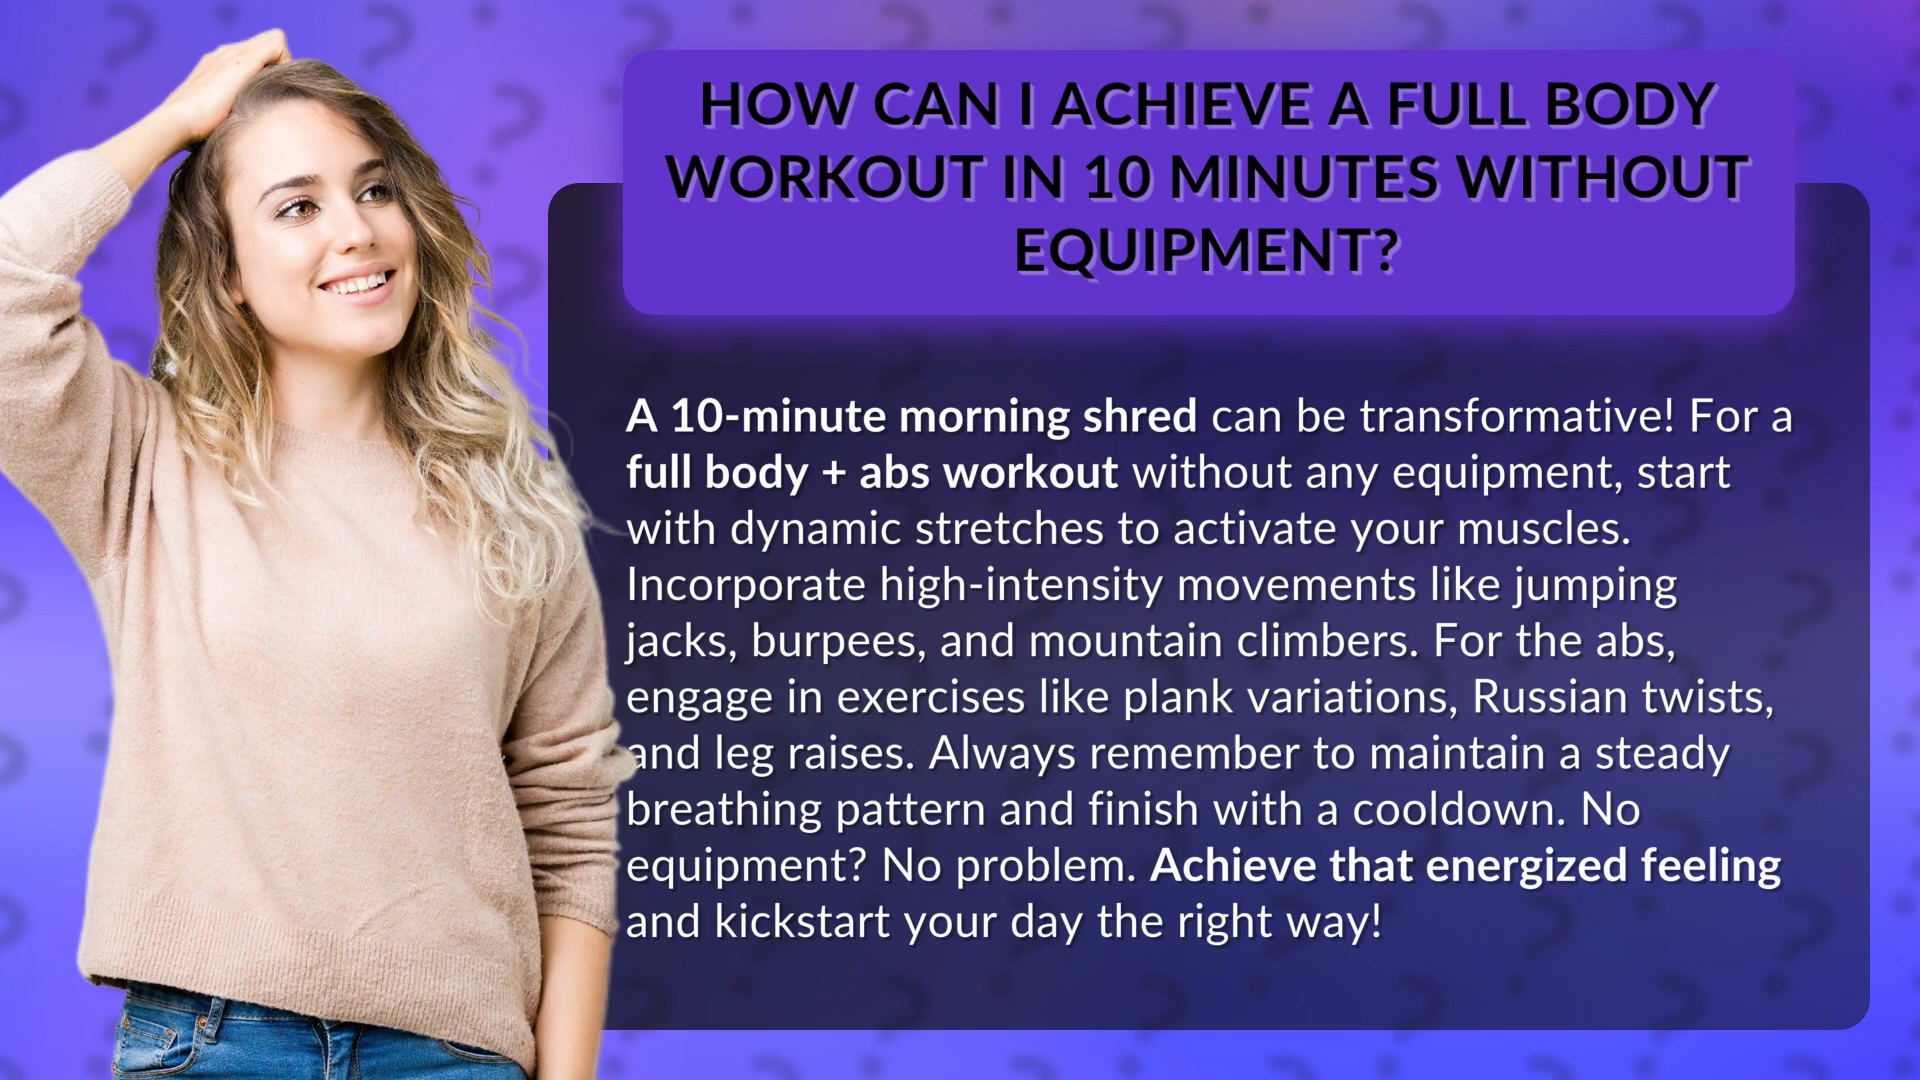 HOW CAN I ACHIEVE A FULL BODY
WORKOUT IN 10 MINUTES WITHOUT
EQUIPMENT?
A 10-minute morning shred can be transformative! For a
full body + abs workout without any equipment, start
with dynamic stretches to activate your muscles.
Incorporate high-intensity movements like jumping
jacks, burpees, and mountain climbers. For the abs,
engage in exercises like plank variations, Russian twists,
and leg raises. Always remember to maintain a steady
breathing pattern and finish with a cooldown. No
equipment? No problem. Achieve that energized feeling
and kickstart your day the right way!